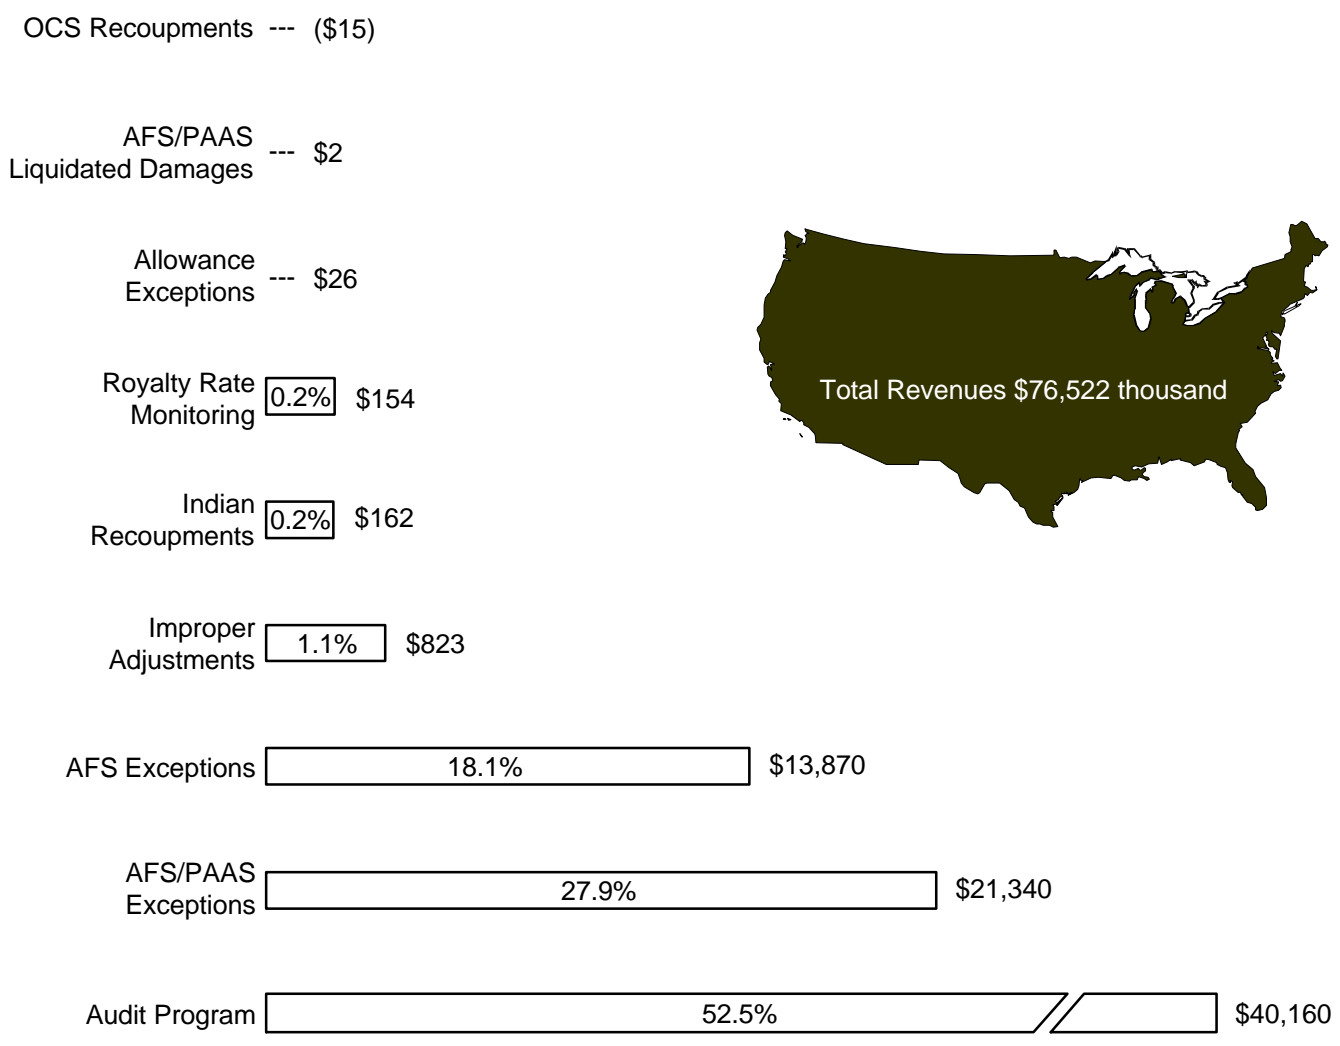 OCS Recoupments --- ($15)
AFS/PAAS
Liquidated Damages --- $2
Allowance
Exceptions --- $26
Royalty Rate
Monitoring 0.2% $154
Total Revenues $76,522 thousand
Indian
Recoupments 0.2% $162
Improper
Adjustments 1.1% $823
AFS Exceptions 18.1% $13,870
AFS/PAAS
Exceptions 27.9% $21,340
Audit Program 52.5% $40,160